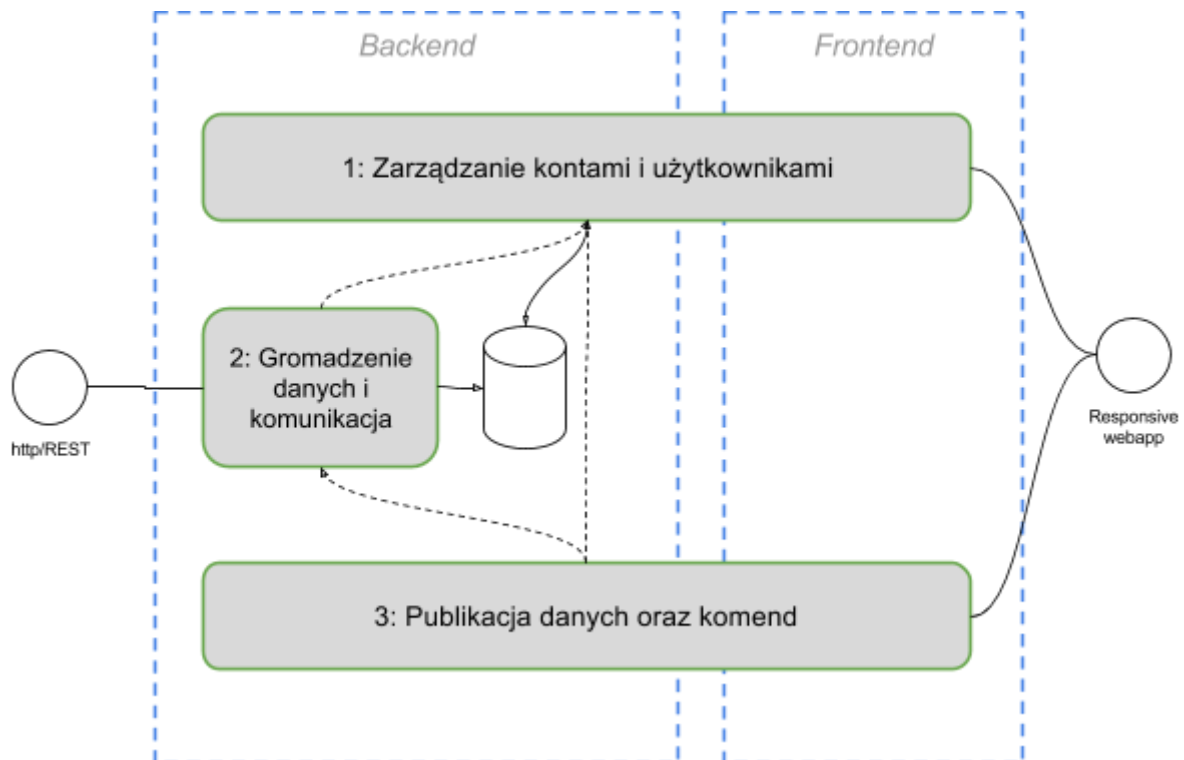 Backend
Frontend
1: Zarządzanie kontami i użytkownikami
2: Gromadzenie
danych i
komunikacja
http/REST
Responsive
webapp
3: Publikacja danych oraz komend